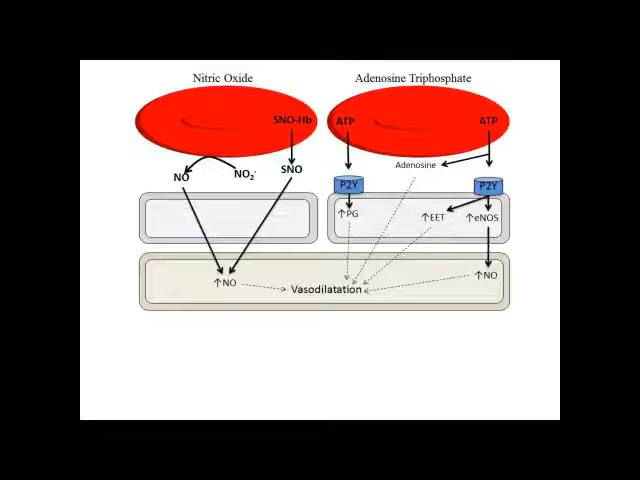 Nitric Oxide
Adenosine Triphosphate
SNO-Hb
ATP
ATP
NO
NO2-
SNO
Adenosine
P2Y
P2Y
↑PG
↑EET
↑eNOS
↑NO
Vasodilatation
↑NO